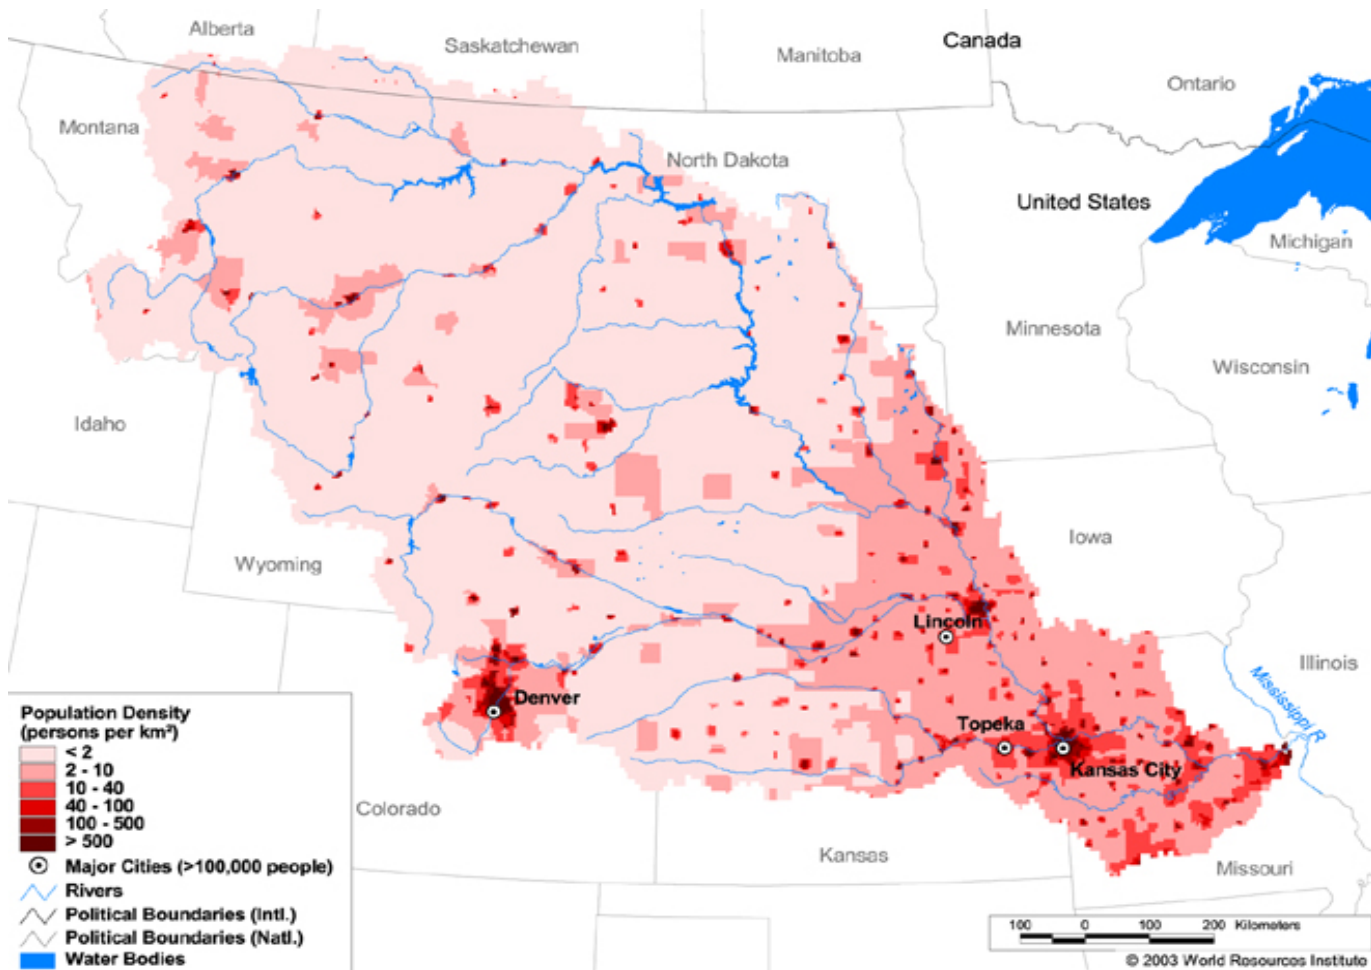 Alberta
Saskatchewan
Manitoba
Canada
Ontario
Montana
North Dakota
United States
Michigan
Minnesota
Wisconsin
Idaho
Iowa
Wyoming
Lincoln
Illinois
Mississippi R
Denver
Topeka
Kansas City
Colorado
Kansas
Missouri
Population Density
(persons per km²)
< 2
2 - 10
10 - 40
40 - 100
100 - 500
> 500
Major Cities (>100,000 people)
Rivers
Political Boundaries (Intl.)
Political Boundaries (Natl.)
Water Bodies
100 0 100 200 Kilometers
© 2003 World Resources Institute